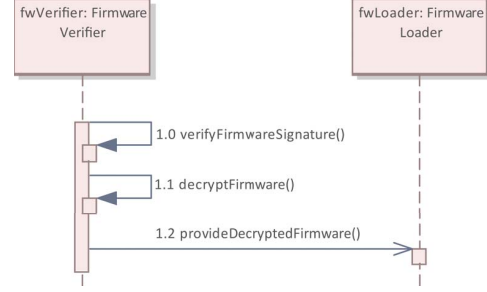 fwVerifier: Firmware
Verifier
fwLoader: Firmware
Loader
1.0 verifyFirmwareSignature()
1.1 decryptFirmware()
1.2 provideDecryptedFirmware()